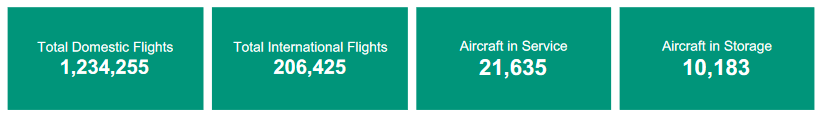 Total Domestic Flights
1,234,255
Total International Flights
206,425
Aircraft in Service
21,635
Aircraft in Storage
10,183